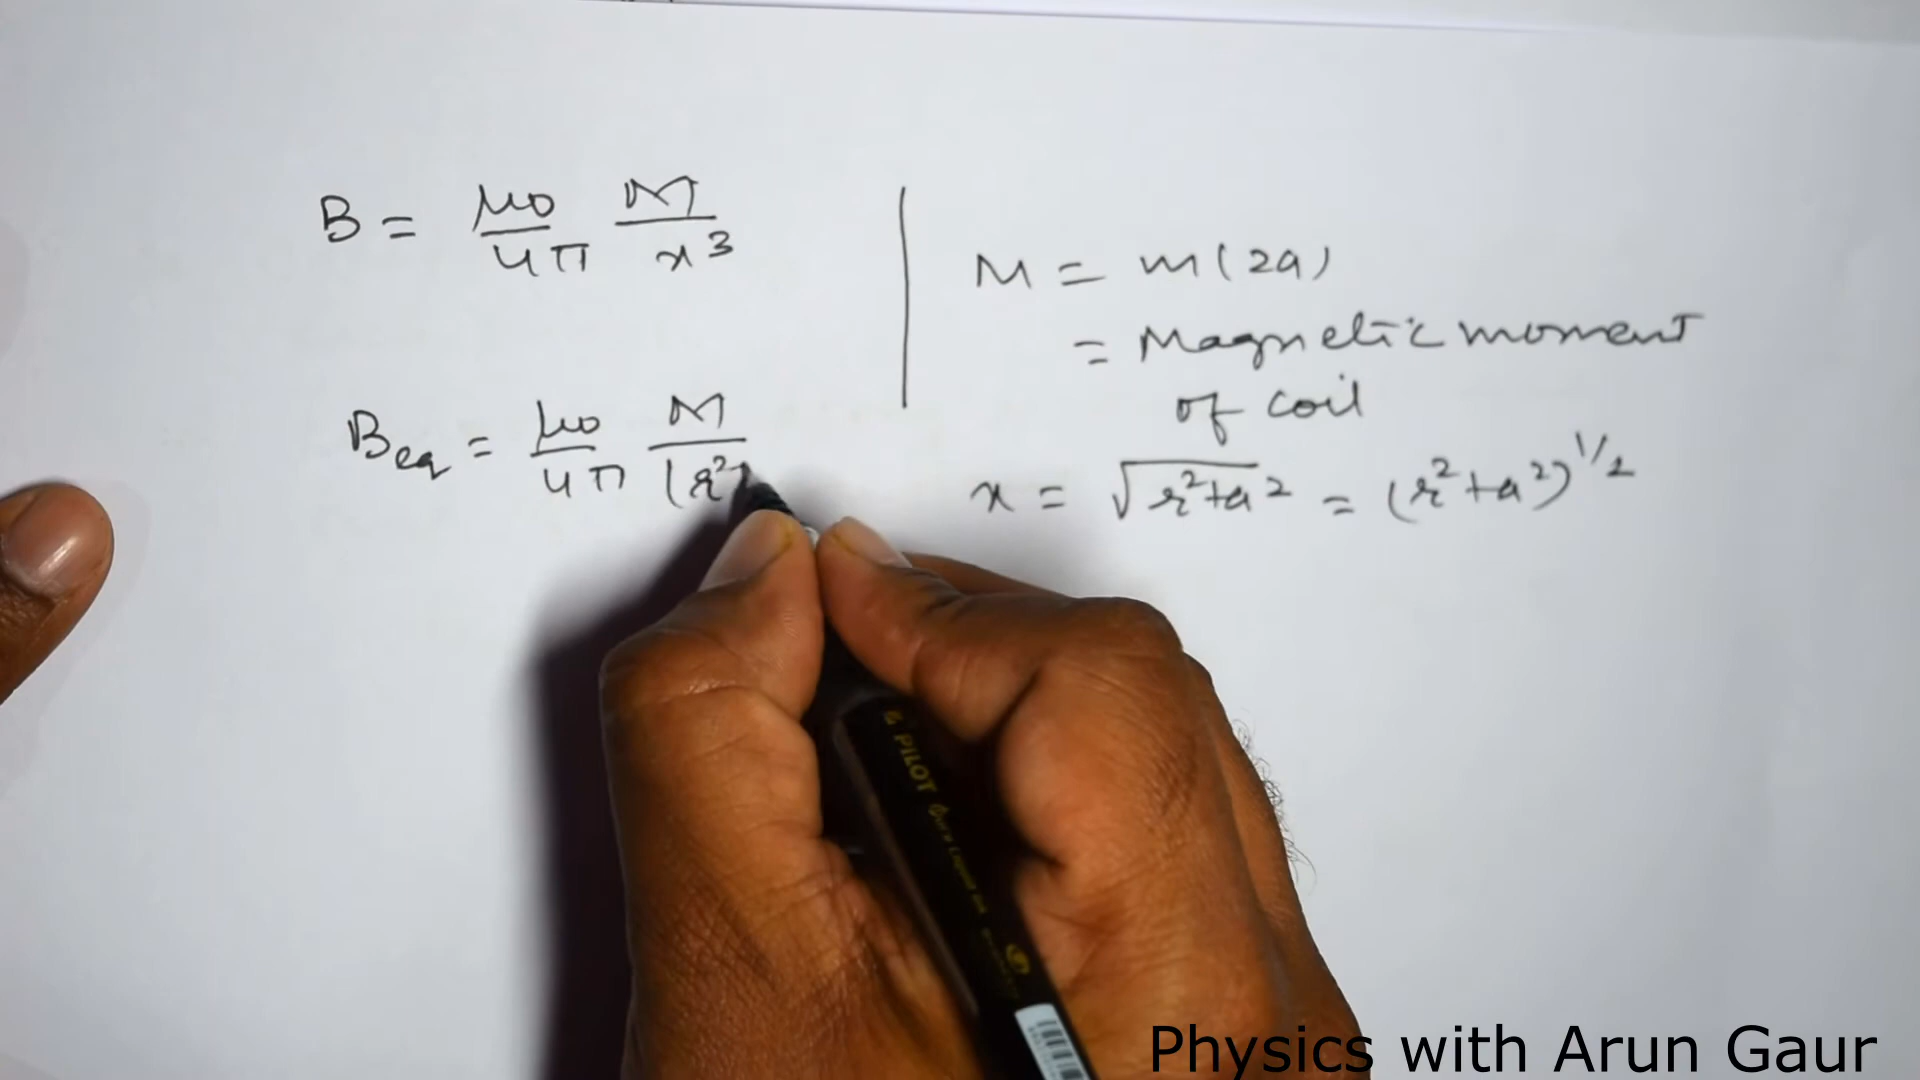 B = μ0/4π M/x³
Beq = μ0/4π M/(r²
M = m(2a)
= Magnetic moment
of coil
x = √r²+a² = (r²+a²)^1/2
PILOT
Physics with Arun Gaur